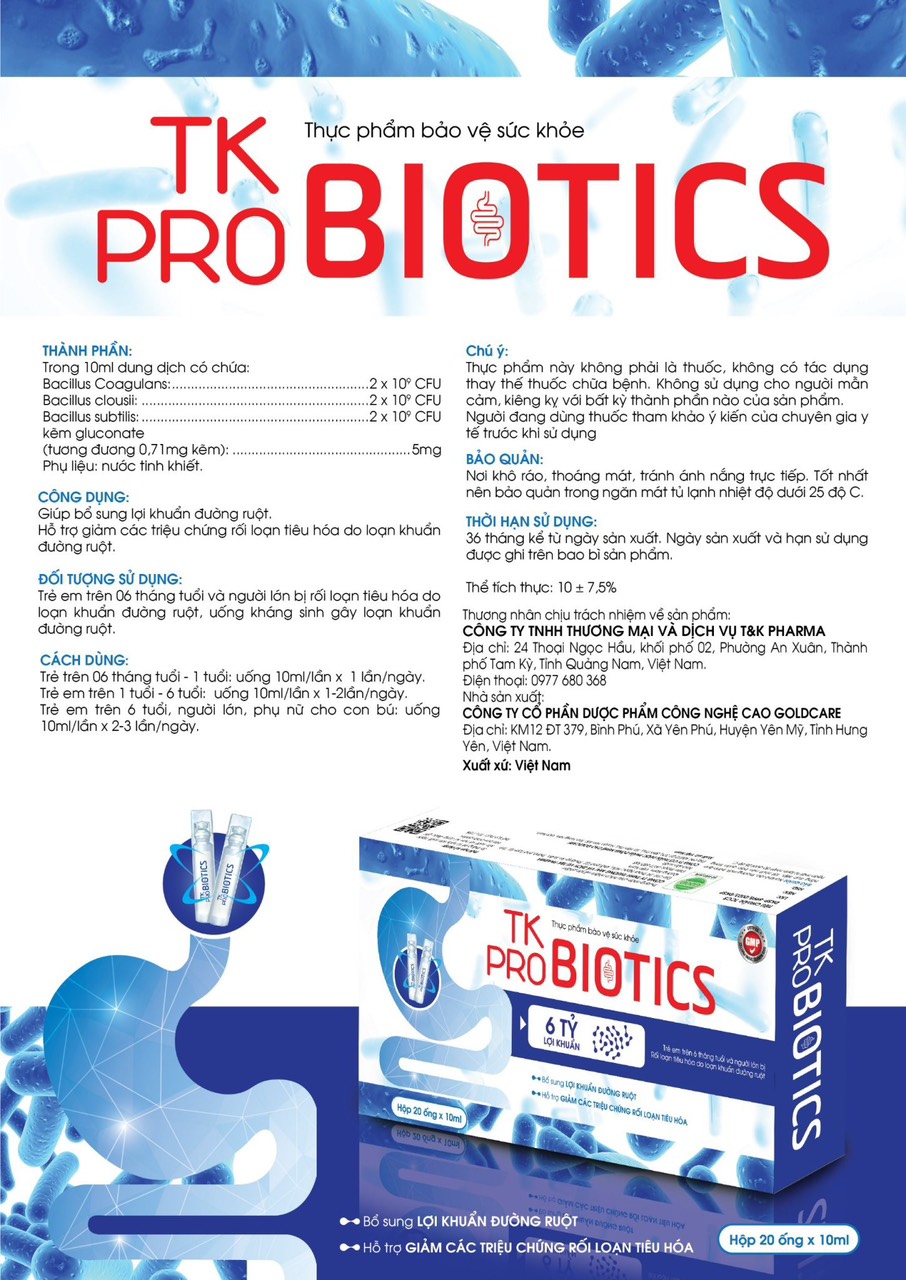 Thực phẩm bảo vệ sức khỏe
TK
PRO BIOTICS
THÀNH PHẦN:
Trong 10ml dung dịch có chứa:
Bacillus Coagulans:..................................................2 x 10⁹ CFU
Bacillus clousii: ..........................................................2 x 10⁹ CFU
Bacillus subtilis:..........................................................2 x 10⁹ CFU
kẽm gluconate
(tương đương 0,71mg kẽm): .............................................5mg
Phụ liệu: nước tinh khiết.
CÔNG DỤNG:
Giúp bổ sung lợi khuẩn đường ruột.
Hỗ trợ giảm các triệu chứng rối loạn tiêu hóa do loạn khuẩn
đường ruột.
ĐỐI TƯỢNG SỬ DỤNG:
Trẻ em trên 06 tháng tuổi và người lớn bị rối loạn tiêu hóa do
loạn khuẩn đường ruột, uống kháng sinh gây loạn khuẩn
đường ruột.
CÁCH DÙNG:
Trẻ trên 06 tháng tuổi - 1 tuổi: uống 10ml/lần x 1 lần/ngày.
Trẻ em trên 1 tuổi - 6 tuổi: uống 10ml/lần x 1-2lần/ngày.
Trẻ em trên 6 tuổi, người lớn, phụ nữ cho con bú: uống
10ml/lần x 2-3 lần/ngày.
Chú ý:
Thực phẩm này không phải là thuốc, không có tác dụng
thay thế thuốc chữa bệnh. Không sử dụng cho người mẫn
cảm, kiêng kỵ với bất kỳ thành phần nào của sản phẩm.
Người đang dùng thuốc tham khảo ý kiến của chuyên gia y
tế trước khi sử dụng
BẢO QUẢN:
Nơi khô ráo, thoáng mát, tránh ánh nắng trực tiếp. Tốt nhất
nên bảo quản trong ngăn mát tủ lạnh nhiệt độ dưới 25 độ C.
THỜI HẠN SỬ DỤNG:
36 tháng kể từ ngày sản xuất. Ngày sản xuất và hạn sử dụng
được ghi trên bao bì sản phẩm.
Thể tích thực: 10 ± 7,5%
Thương nhân chịu trách nhiệm về sản phẩm:
CÔNG TY TNHH THƯƠNG MẠI VÀ DỊCH VỤ T&K PHARMA
Địa chỉ: 24 Thoại Ngọc Hầu, khối phố 02, Phường An Xuân, Thành
phố Tam Kỳ, Tỉnh Quảng Nam, Việt Nam.
Điện thoại: 0977 680 368
Nhà sản xuất:
CÔNG TY CỔ PHẦN DƯỢC PHẨM CÔNG NGHỆ CAO GOLDCARE
Địa chỉ: KM12 ĐT 379, Bình Phú, Xã Yên Phú, Huyện Yên Mỹ, Tỉnh Hưng
Yên, Việt Nam.
Xuất xứ: Việt Nam
TK
PRO BIOTICS
TK
PRO BIOTICS
Thực phẩm bảo vệ sức khỏe
TK
PRO BIOTICS
GMP
6 TỶ
LỢI KHUẨN
Trẻ em trên 6 tháng tuổi và người lớn bị
Rối loạn tiêu hóa do loạn khuẩn đường ruột
Bổ sung LỢI KHUẨN ĐƯỜNG RUỘT
Hỗ trợ GIẢM CÁC TRIỆU CHỨNG RỐI LOẠN TIÊU HÓA
Hộp 20 ống x 10ml
TK
PRO BIOTICS
Bổ sung LỢI KHUẨN ĐƯỜNG RUỘT
Hỗ trợ GIẢM CÁC TRIỆU CHỨNG RỐI LOẠN TIÊU HÓA
Hộp 20 ống x 10ml